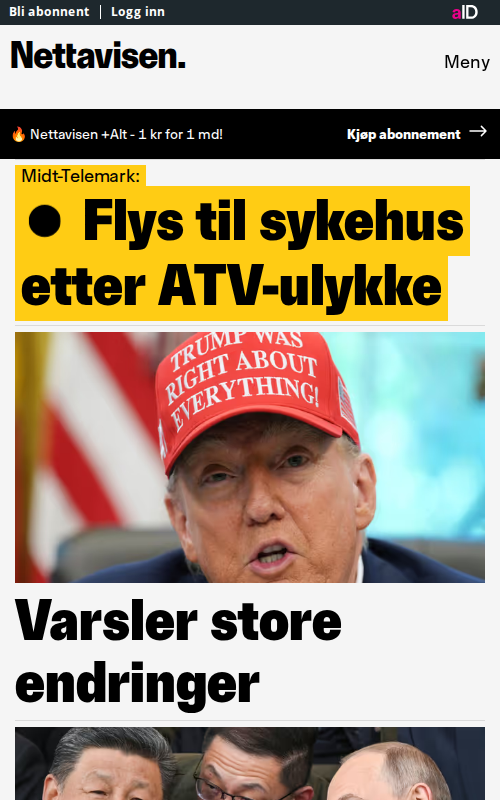 Bli abonnent
Logg inn
aID
Nettavisen.
Meny
Nettavisen +Alt - 1 kr for 1 md!
Kjøp abonnement
Midt-Telemark:
Flys til sykehus
etter ATV-ulykke
TRUMP WAS
RIGHT ABOUT
EVERYTHING!
Varsler store
endringer